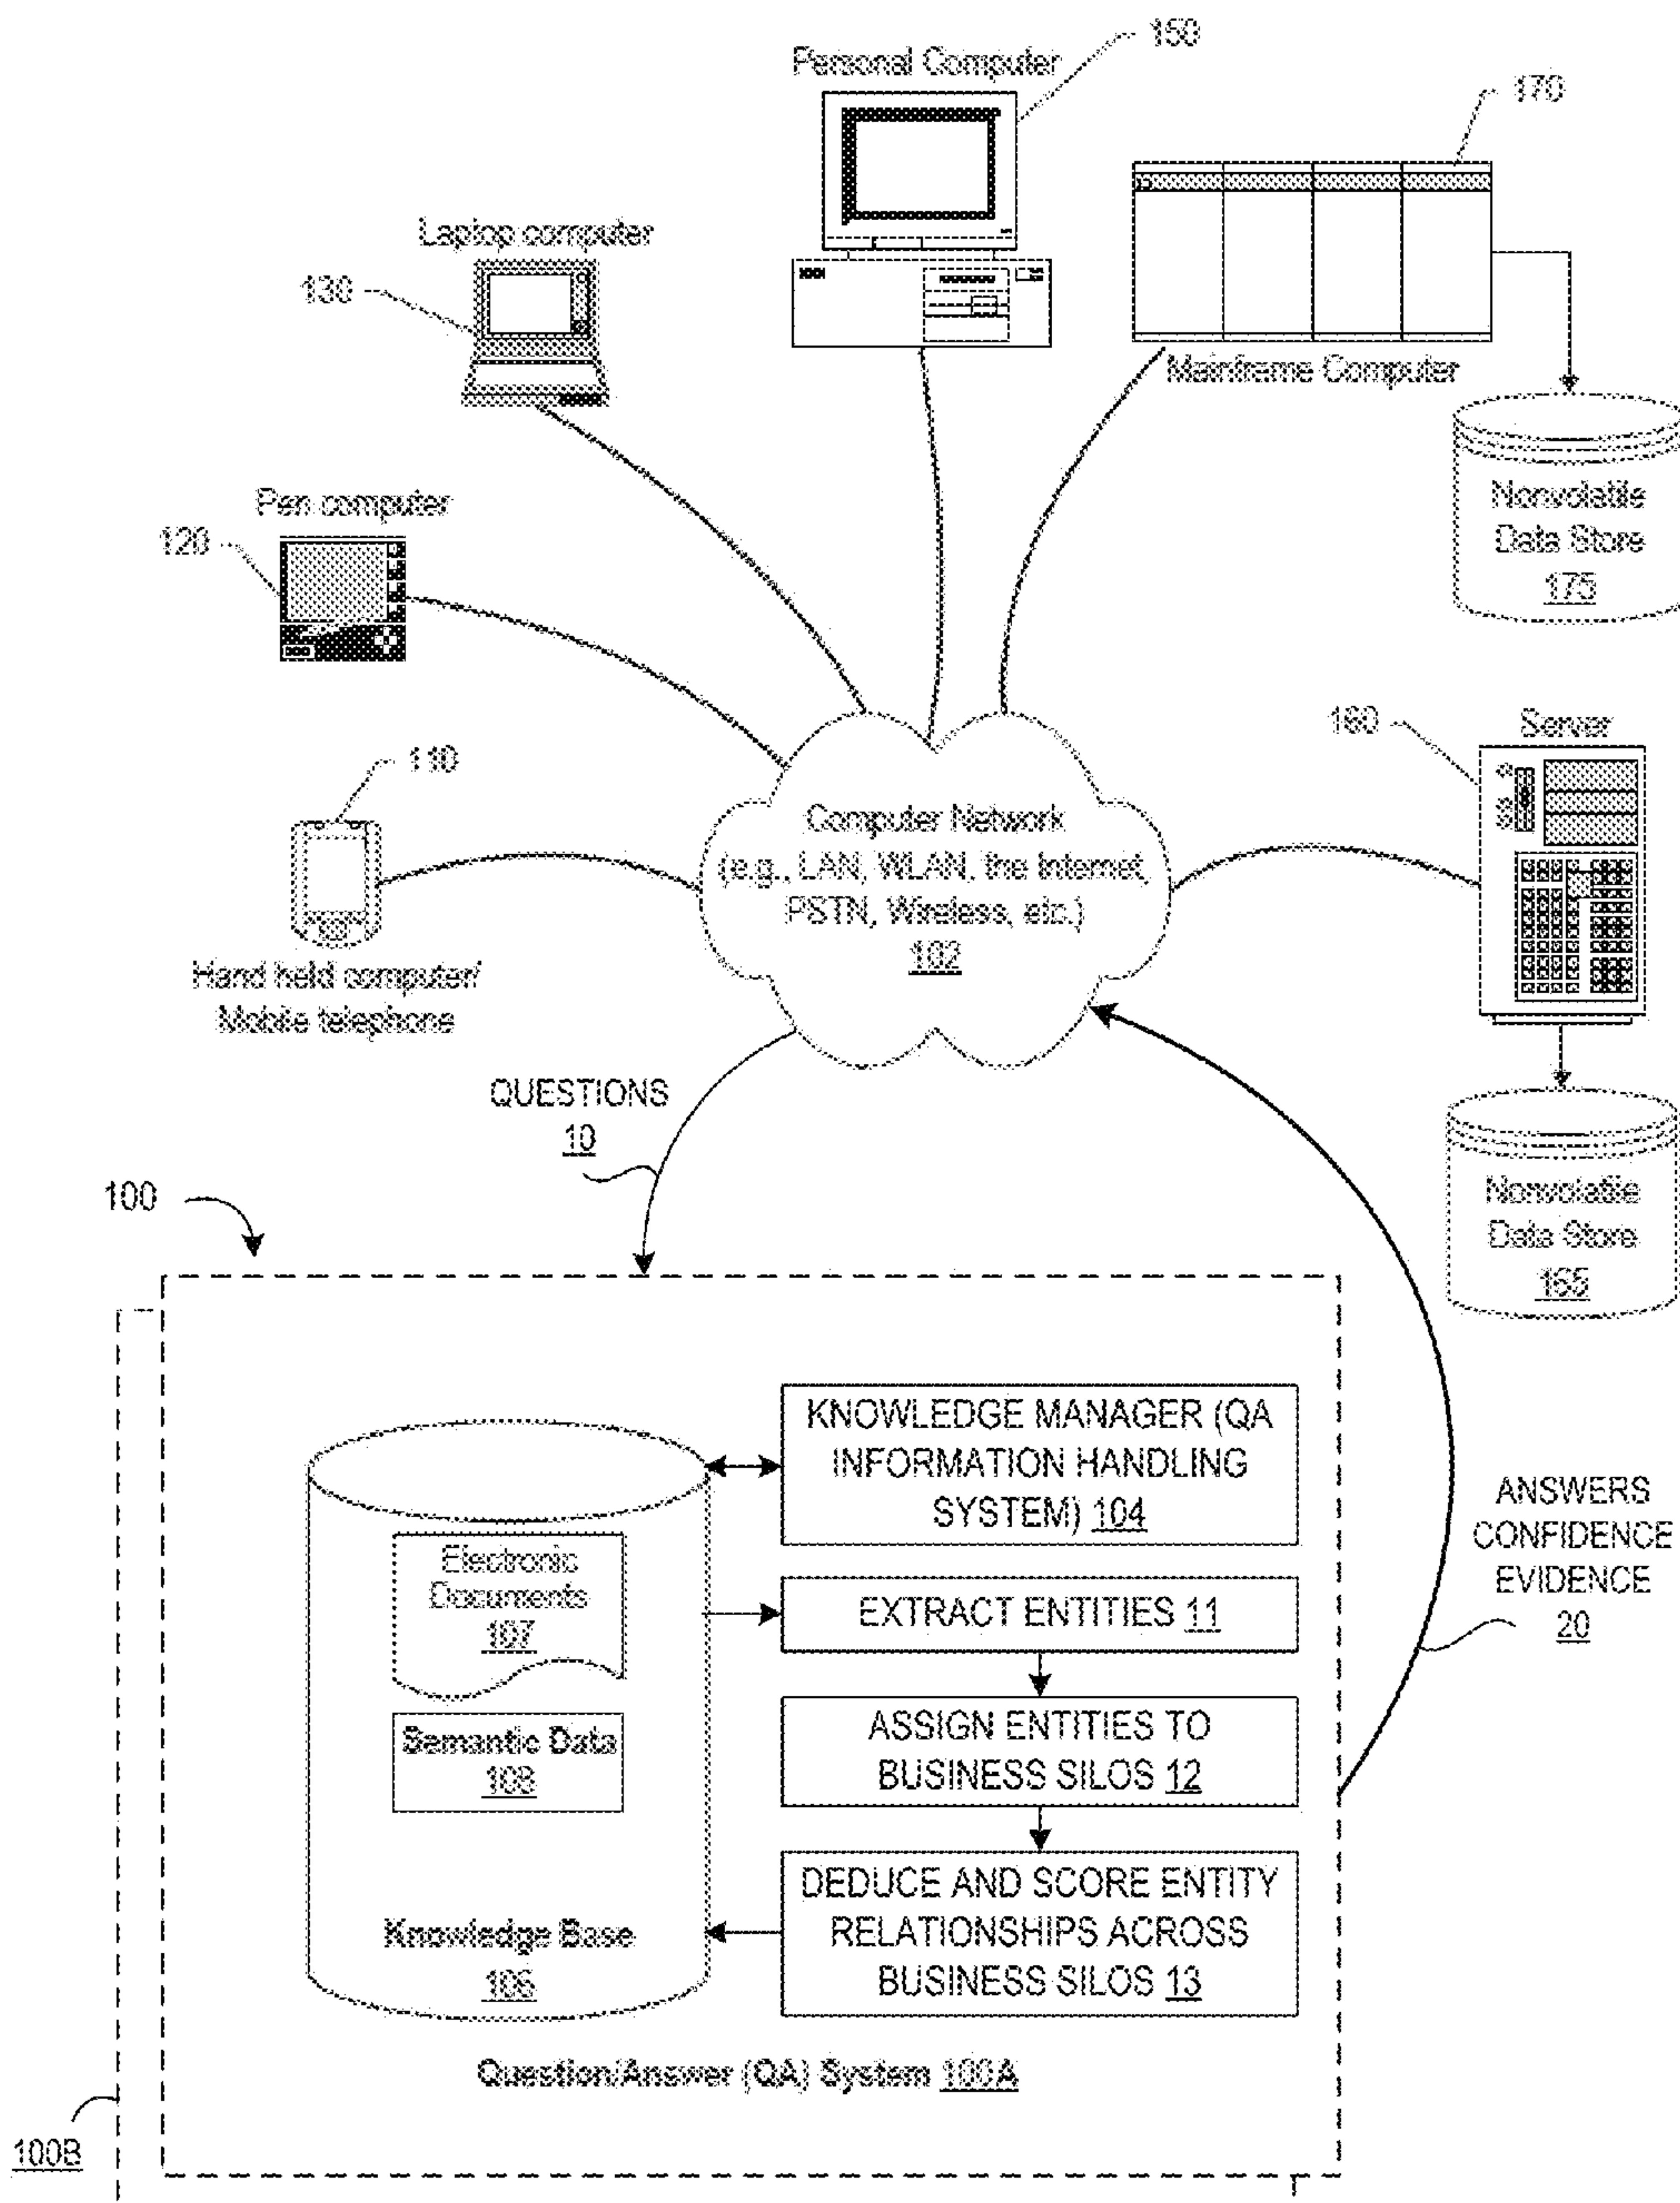 150
Personal Computer
170
Laptop computer
130
Mainframe Computer
Nonvolatile
Data Store
175
Pen computer
120
160
Server
110
Computer Network
(e.g., LAN, WLAN, the Internet,
PSTN, Wireless, etc.)
102
Hand held computer/
Mobile telephone
QUESTIONS
10
Nonvolatile
Data Store
165
100
KNOWLEDGE MANAGER (QA
INFORMATION HANDLING
SYSTEM) 104
ANSWERS
CONFIDENCE
EVIDENCE
20
Electronic
Documents
107
EXTRACT ENTITIES 11
Semantic Data
108
ASSIGN ENTITIES TO
BUSINESS SILOS 12
DEDUCE AND SCORE ENTITY
RELATIONSHIPS ACROSS
BUSINESS SILOS 13
Knowledge Base
106
Question/Answer (QA) System 100A
100B